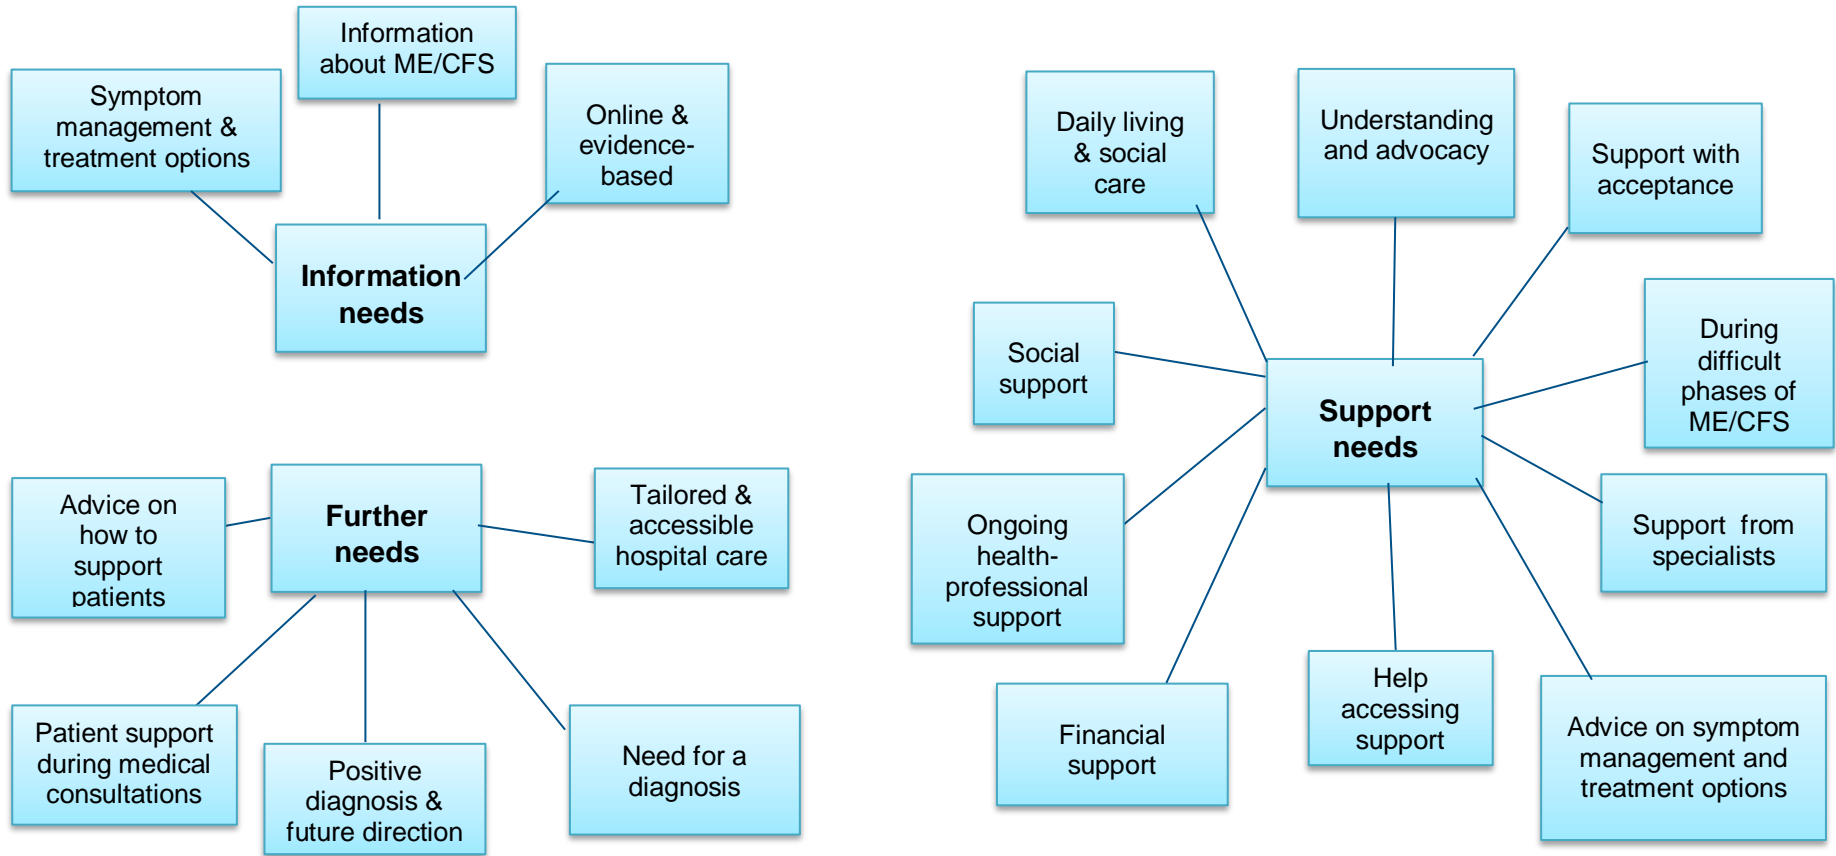 Information
about ME/CFS
Symptom
management &
treatment options
Online &
evidence-
based
Information
needs
Advice on
how to
support
patients
Further
needs
Tailored &
accessible
hospital care
Patient support
during medical
consultations
Positive
diagnosis &
future direction
Need for a
diagnosis
Daily living
& social
care
Understanding
and advocacy
Support with
acceptance
Social
support
Support
needs
During
difficult
phases of
ME/CFS
Ongoing
health-
professional
support
Support from
specialists
Financial
support
Help
accessing
support
Advice on symptom
management and
treatment options